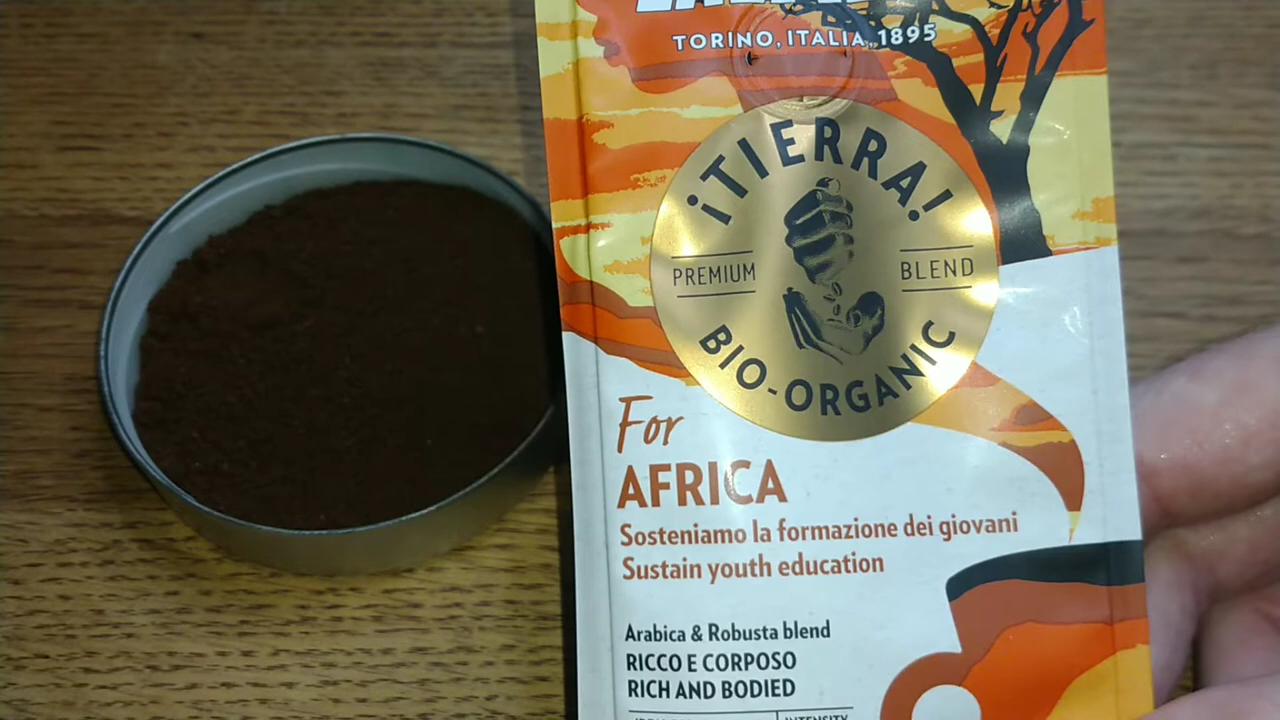 TORINO, ITALIA, 1895
¡TIERRA!
PREMIUM BLEND
BIO-ORGANIC
For
AFRICA
Sosteniamo la formazione dei giovani
Sustain youth education
Arabica & Robusta blend
RICCO E CORPOSO
RICH AND BODIED
INTENSITY